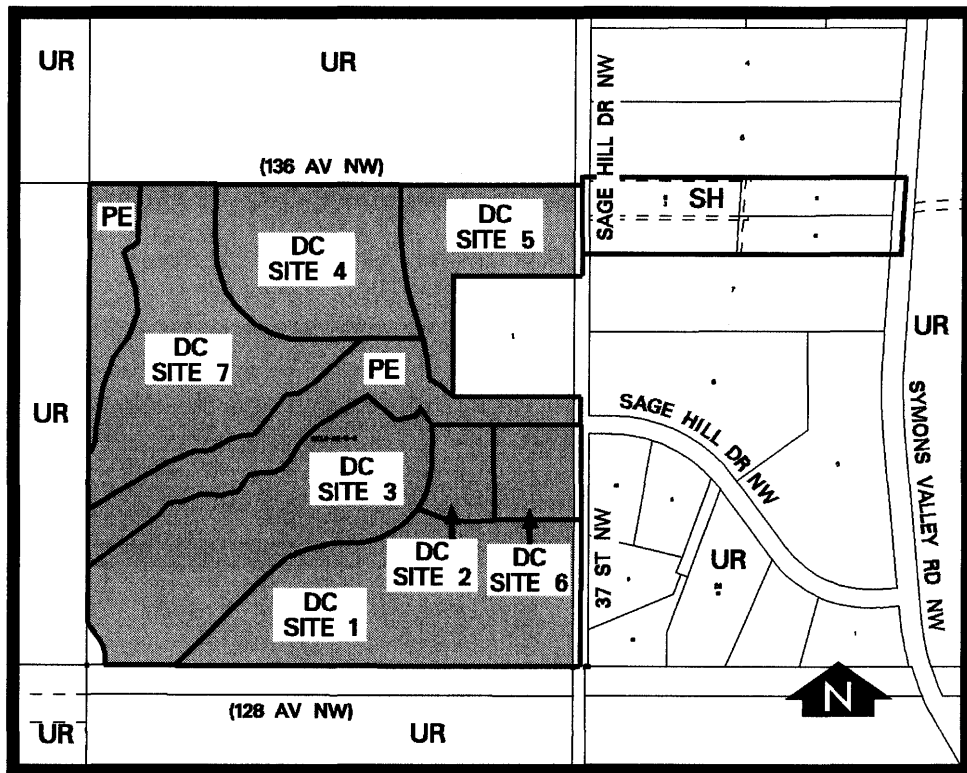 UR
UR
SAGE HILL DR NW
(136 AV NW)
PE
DC
SITE 4
DC
SITE 5
SH
DC
SITE 7
PE
UR
UR
SAGE HILL DR NW
SYMONS VALLEY RD NW
DC
SITE 3
DC
SITE 2
DC
SITE 6
37 ST NW
UR
DC
SITE 1
N
(128 AV NW)
UR
UR